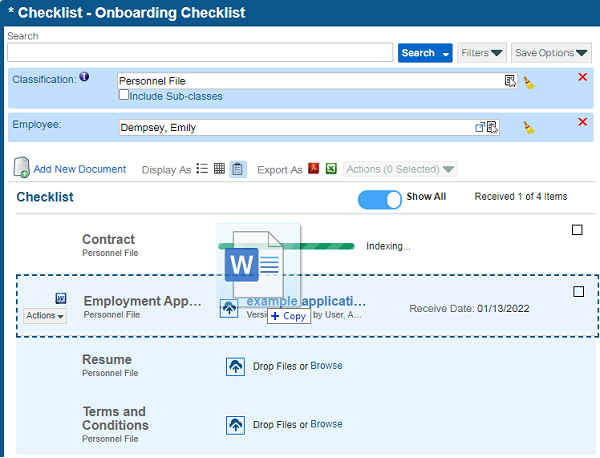 * Checklist - Onboarding Checklist
Search
Search
Filters
Save Options
Classification:
Personnel File
Include Sub-classes
Employee:
Dempsey, Emily
Add New Document
Display As
Export As
Actions (0 Selected)
Checklist
Show All
Received 1 of 4 Items
Contract
Personnel File
Indexing...
W
Employment App...
Personnel File
Actions
example applicati...
by User, A...
+ Copy
Receive Date: 01/13/2022
Resume
Personnel File
Drop Files or Browse
Terms and
Conditions
Personnel File
Drop Files or Browse